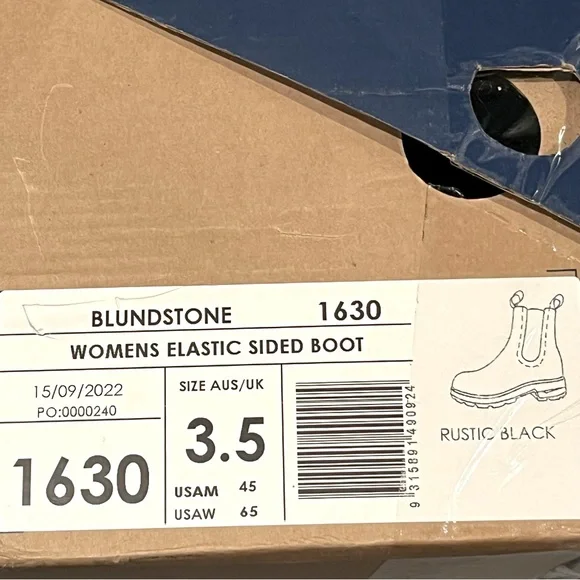 BLUNDSTONE 1630
WOMENS ELASTIC SIDED BOOT
15/09/2022
PO:0000240
1630
SIZE AUS/UK
3.5
USAM 45
USAW 65
9 315891 490924
RUSTIC BLACK